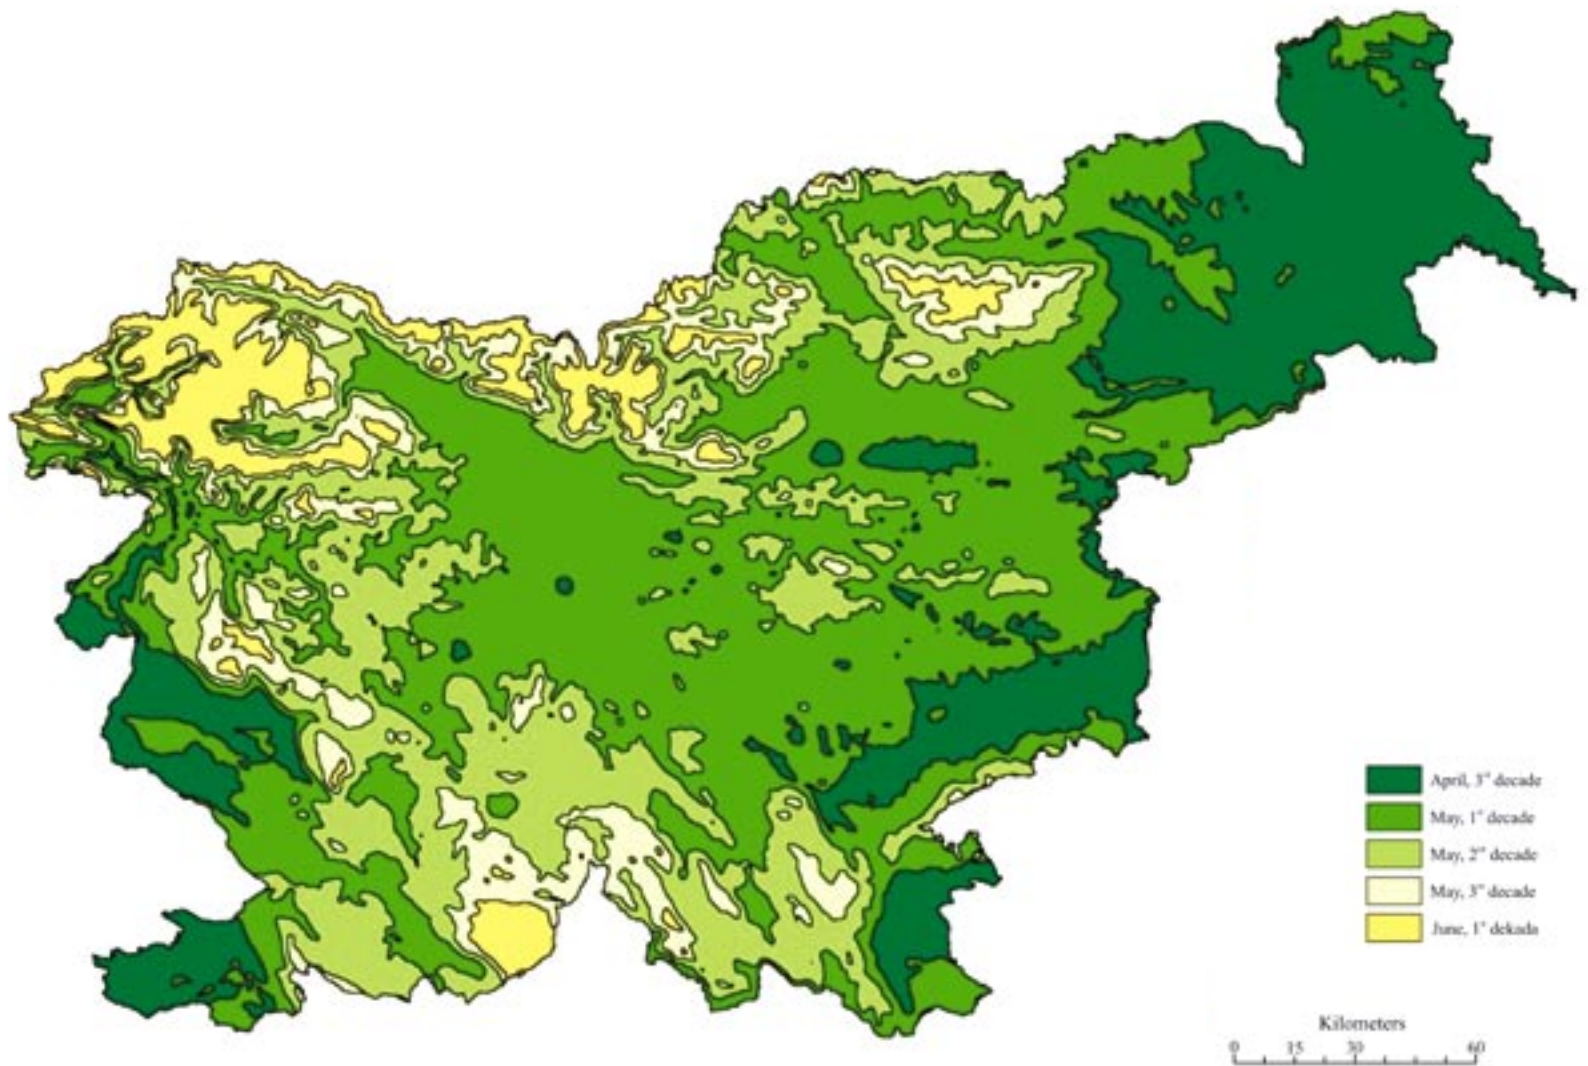 April, 3rd decade
May, 1st decade
May, 2nd decade
May, 3rd decade
June, 1st dekada
Kilometers
0 15 30 60